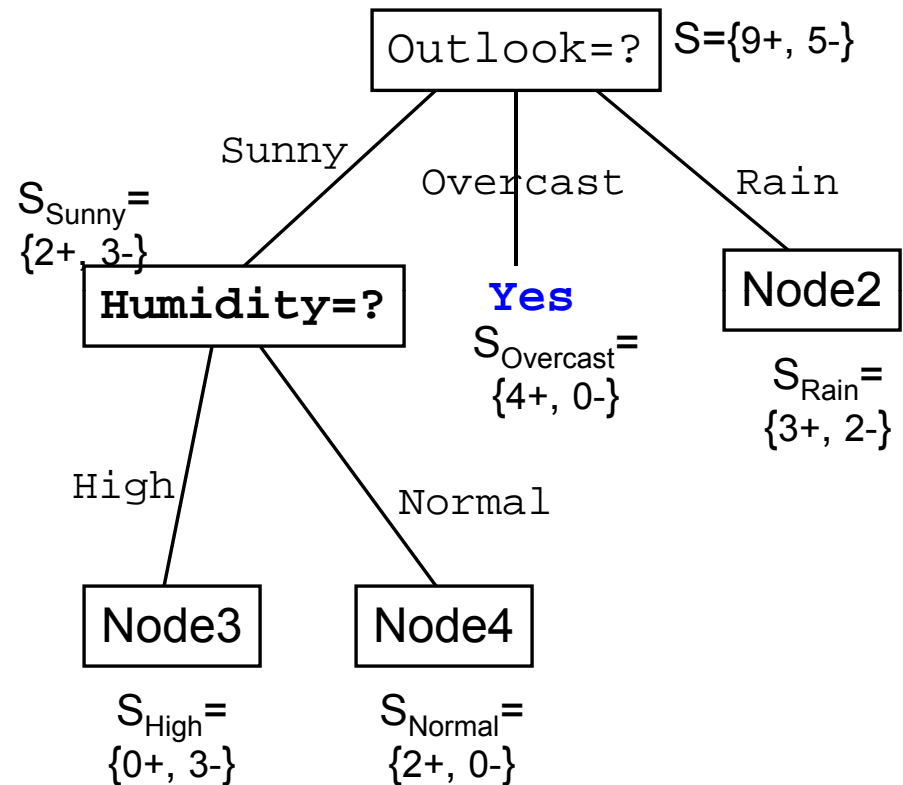 Outlook=?
S={9+, 5-}
Sunny
Overcast
Rain
S_Sunny=
{2+, 3-}
Humidity=?
Yes
S_Overcast=
{4+, 0-}
Node2
S_Rain=
{3+, 2-}
High
Normal
Node3
Node4
S_High=
{0+, 3-}
S_Normal=
{2+, 0-}